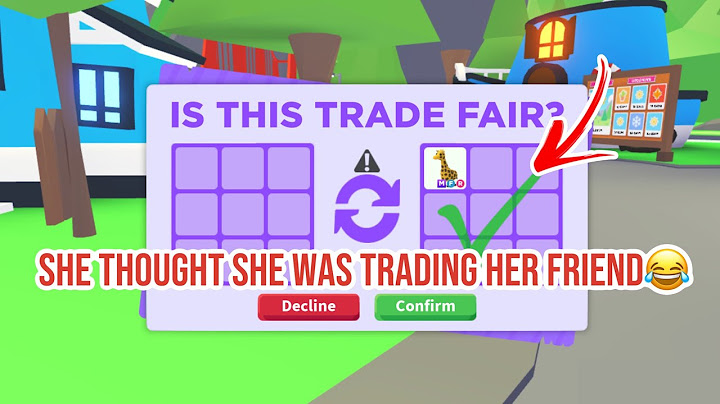 IS THIS TRADE FAIR?
M F R
SHE THOUGHT SHE WAS TRADING HER FRIEND😂
Decline
Confirm